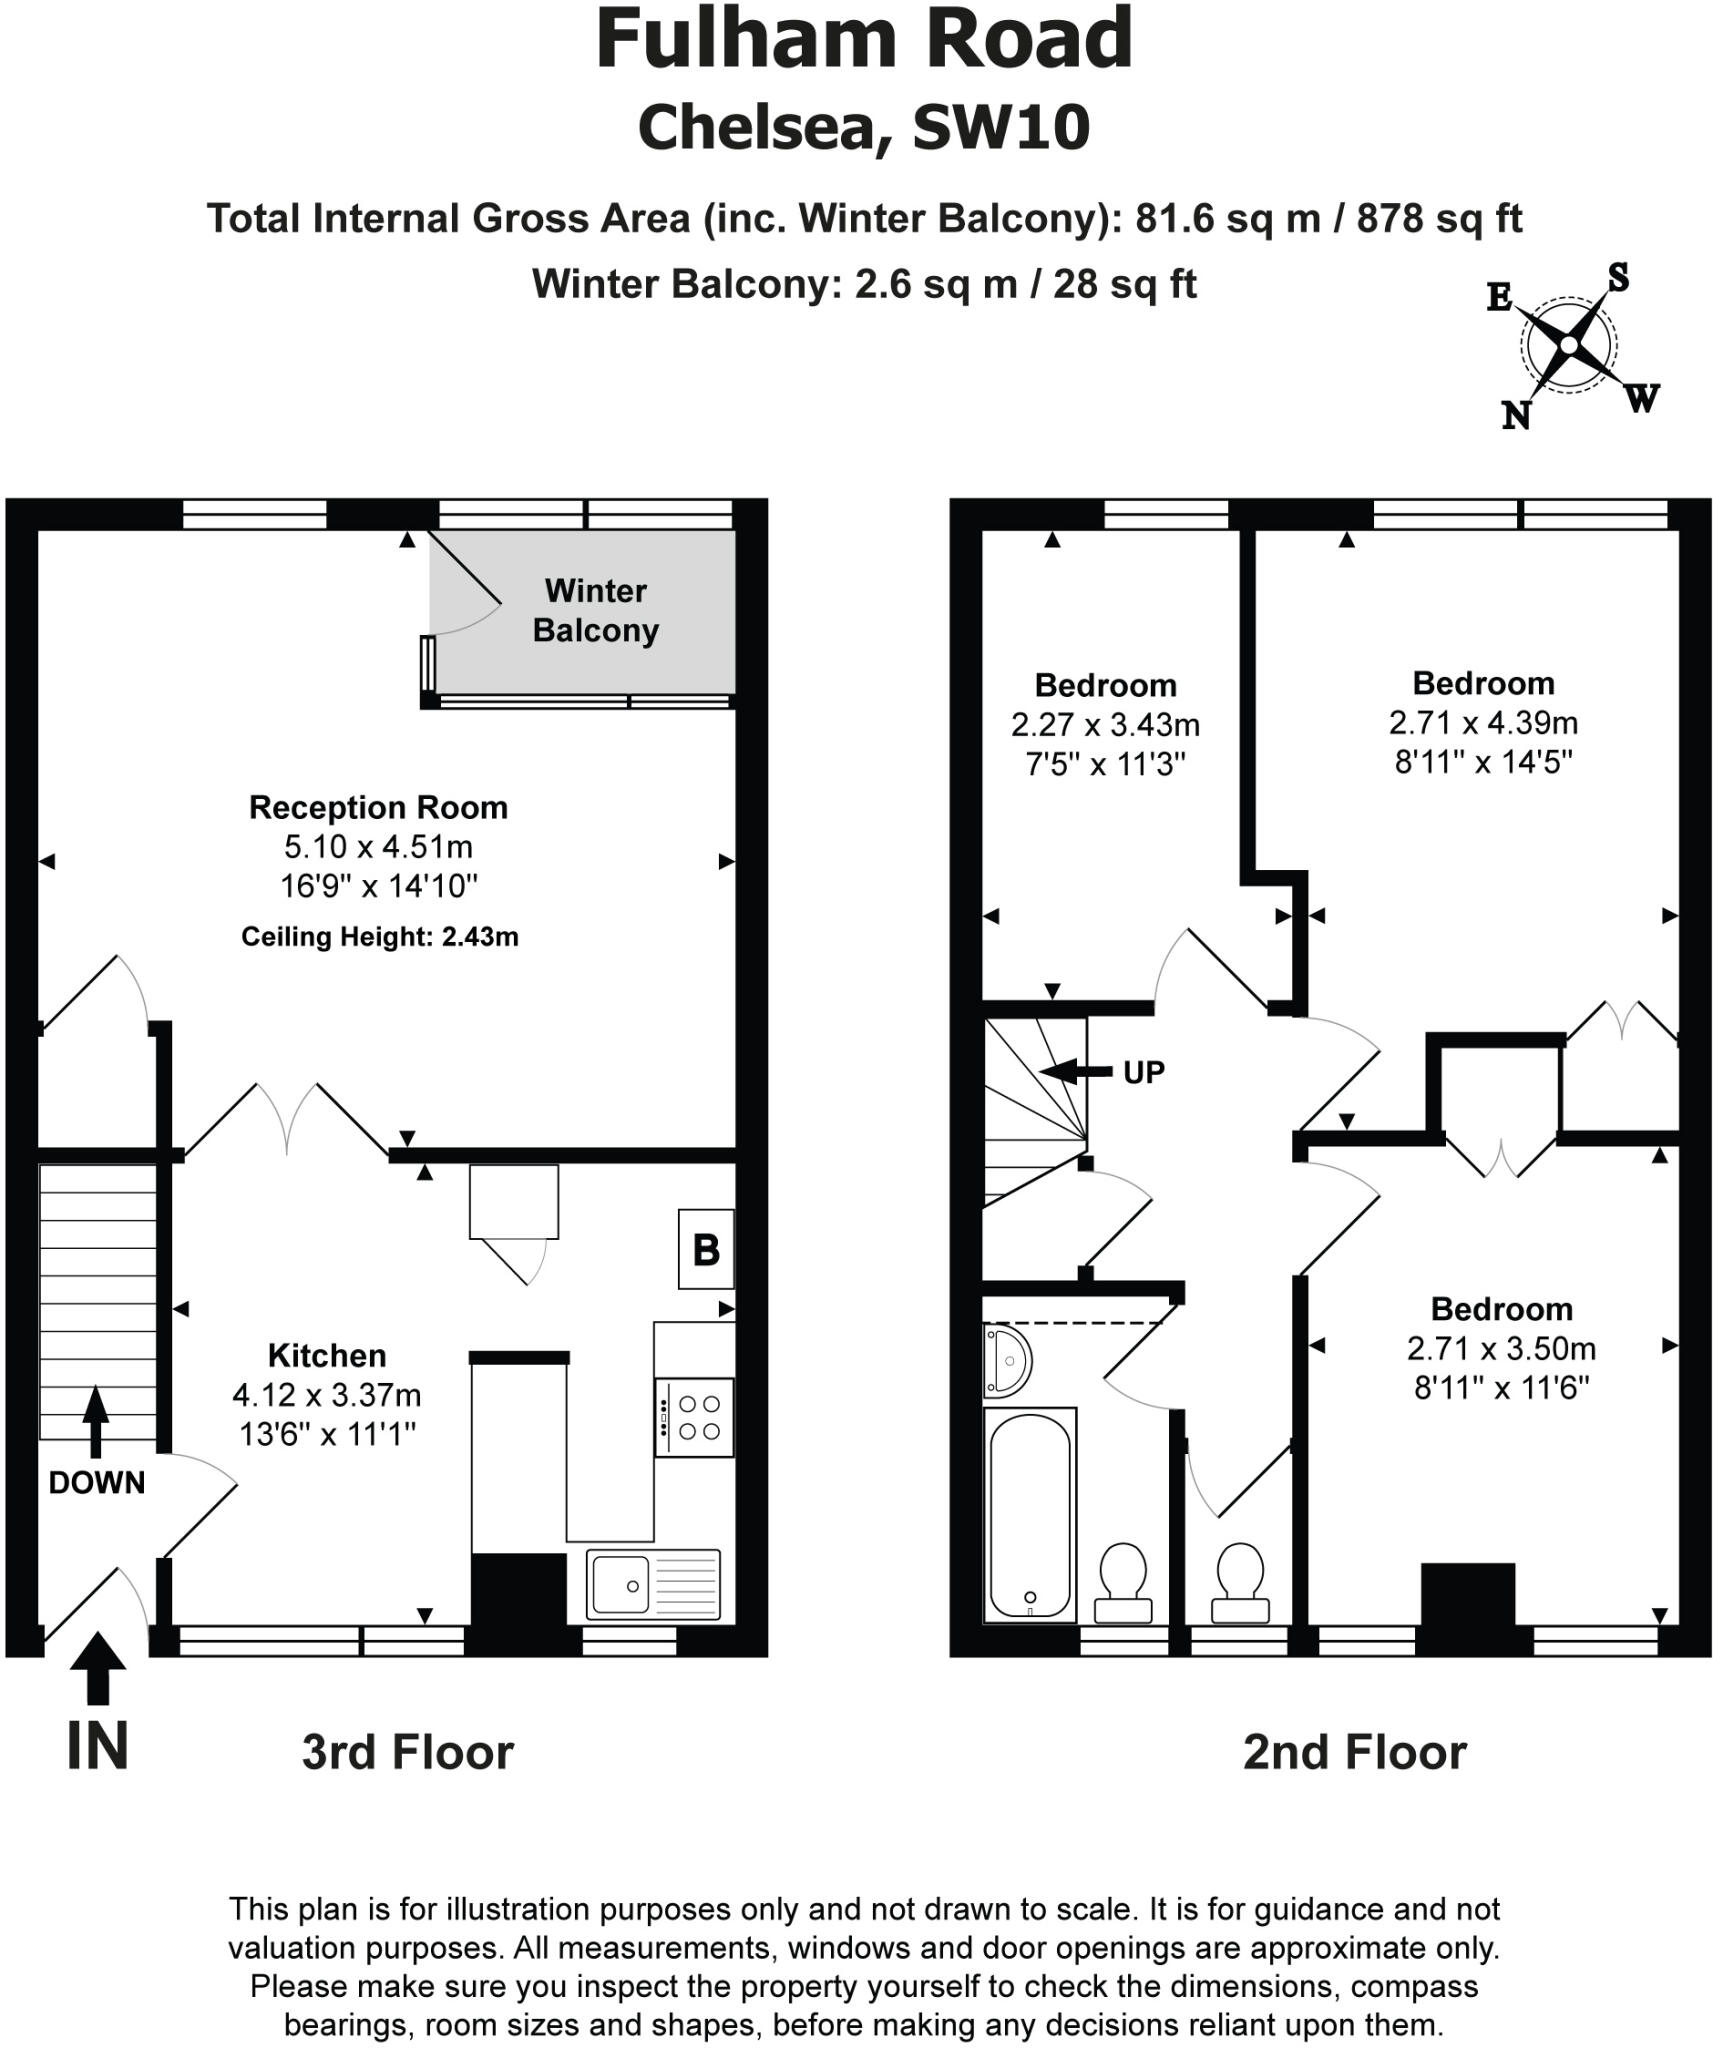 Fulham Road
Chelsea, SW10
Total Internal Gross Area (inc. Winter Balcony): 81.6 sq m / 878 sq ft
Winter Balcony: 2.6 sq m / 28 sq ft
E
S
N
W
Winter
Balcony
Reception Room
5.10 x 4.51m
16'9" x 14'10"
Ceiling Height: 2.43m
B
Kitchen
4.12 x 3.37m
13'6" x 11'1"
DOWN
IN
3rd Floor
Bedroom
2.27 x 3.43m
7'5" x 11'3"
Bedroom
2.71 x 4.39m
8'11" x 14'5"
UP
Bedroom
2.71 x 3.50m
8'11" x 11'6"
2nd Floor
This plan is for illustration purposes only and not drawn to scale. It is for guidance and not
valuation purposes. All measurements, windows and door openings are approximate only.
Please make sure you inspect the property yourself to check the dimensions, compass
bearings, room sizes and shapes, before making any decisions reliant upon them.